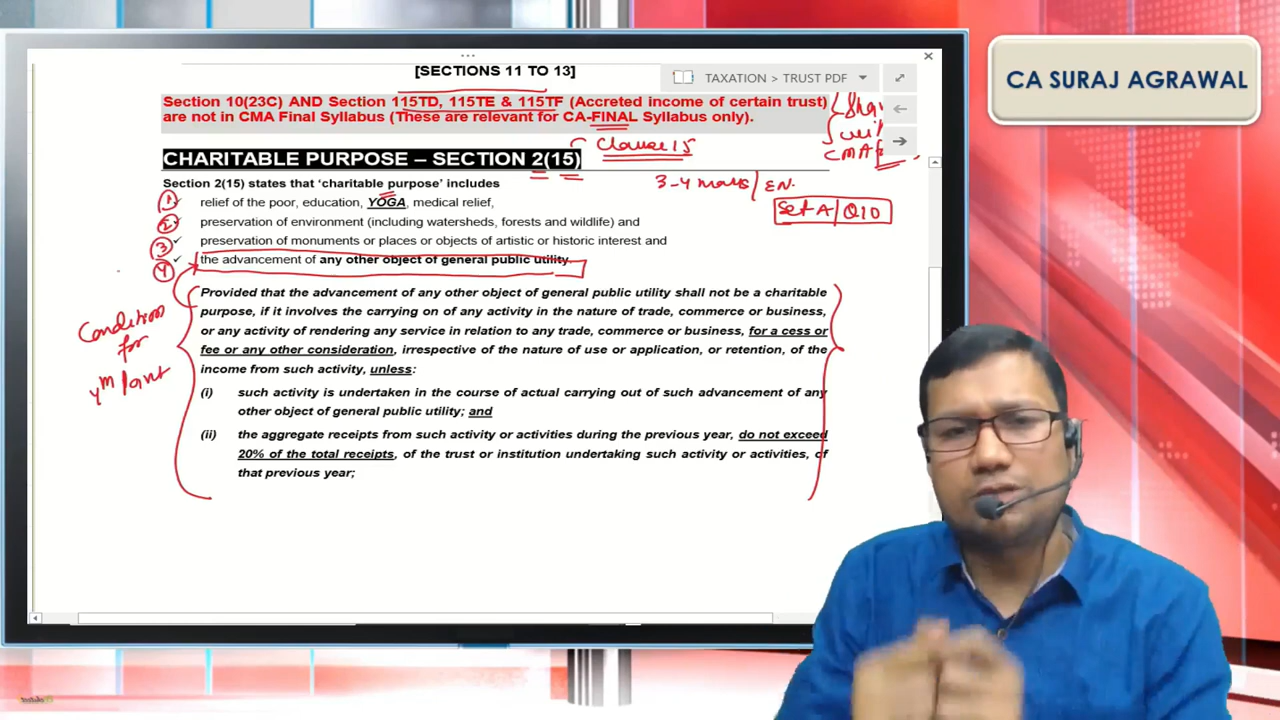 [SECTIONS 11 TO 13]
TAXATION > TRUST PDF
CA SURAJ AGRAWAL
Section 10(23C) AND Section 115TD, 115TE & 115TF (Accreted income of certain trust)
are not in CMA Final Syllabus (These are relevant for CA-FINAL Syllabus only).
CMA
Clause 15
CHARITABLE PURPOSE – SECTION 2(15)
Section 2(15) states that 'charitable purpose' includes
3-4 marks / EN.
① relief of the poor, education, YOGA, medical relief,
Set A/ Q10
② preservation of environment (including watersheds, forests and wildlife) and
③ preservation of monuments or places or objects of artistic or historic interest and
④ the advancement of any other object of general public utility.
Condition
for
Provided that the advancement of any other object of general public utility shall not be a charitable
purpose, if it involves the carrying on of any activity in the nature of trade, commerce or business,
or any activity of rendering any service in relation to any trade, commerce or business, for a cess or
fee or any other consideration, irrespective of the nature of use or application, or retention, of the
income from such activity, unless:
(i) such activity is undertaken in the course of actual carrying out of such advancement of any
other object of general public utility; and
(ii) the aggregate receipts from such activity or activities during the previous year, do not exceed
20% of the total receipts, of the trust or institution undertaking such activity or activities, of
that previous year;